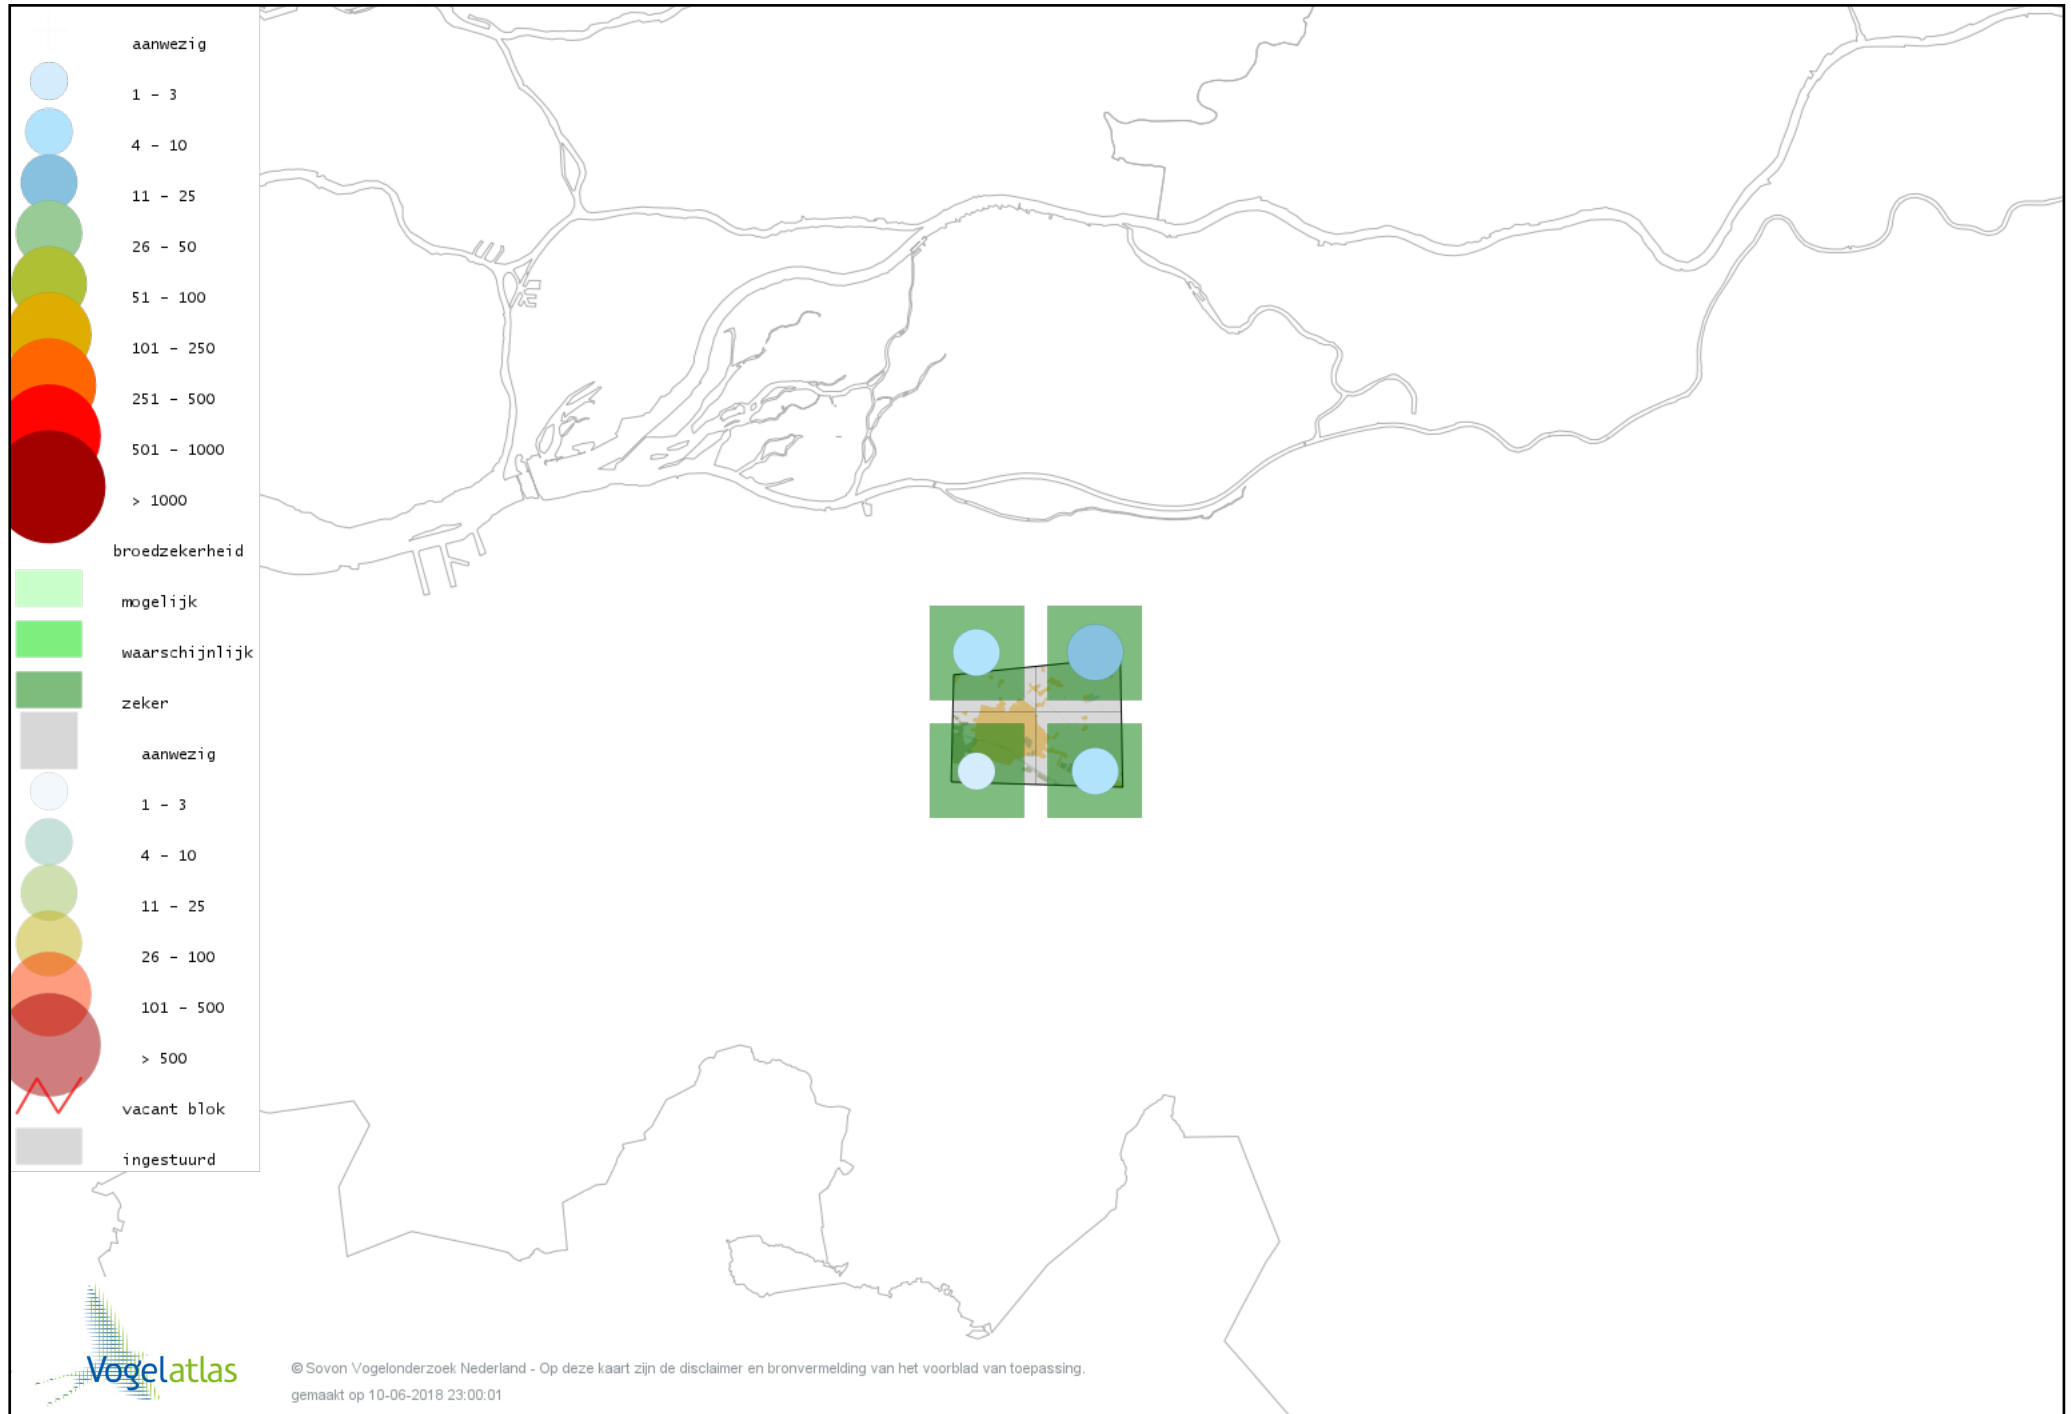 aanwezig
1 – 3
4 – 10
11 – 25
26 – 50
51 – 100
101 – 250
251 – 500
501 – 1000
> 1000
broedzekerheid
mogelijk
waarschijnlijk
zeker
aanwezig
1 – 3
4 – 10
11 – 25
26 – 100
101 – 500
> 500
vacant blok
ingestuurd
Vogelatlas
© Sovon Vogelonderzoek Nederland - Op deze kaart zijn de disclaimer en bronvermelding van het voorblad van toepassing.
gemaakt op 10-06-2018 23:00:01